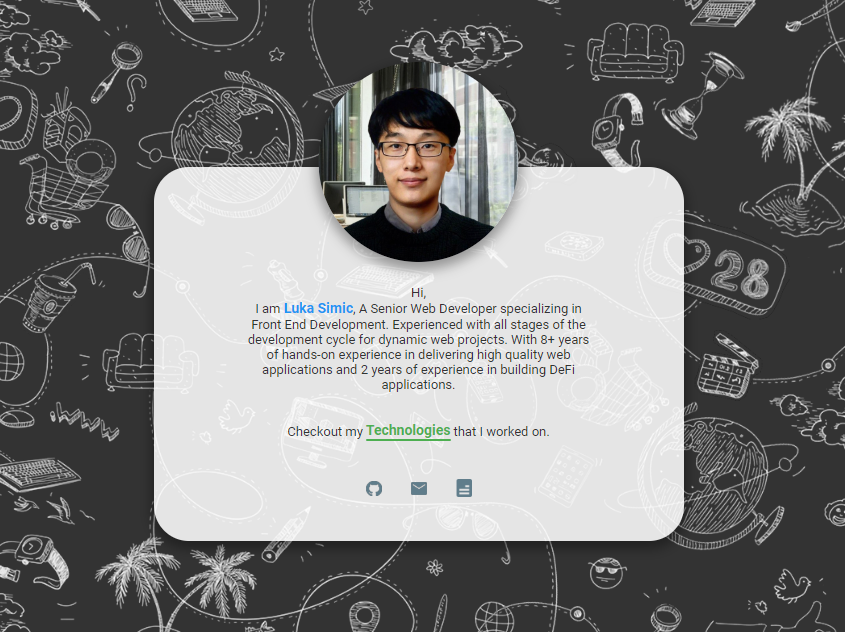 28
Hi,
I am Luka Simic, A Senior Web Developer specializing in
Front End Development. Experienced with all stages of the
development cycle for dynamic web projects. With 8+ years
of hands-on experience in delivering high quality web
applications and 2 years of experience in building DeFi
applications.
Checkout my Technologies that I worked on.